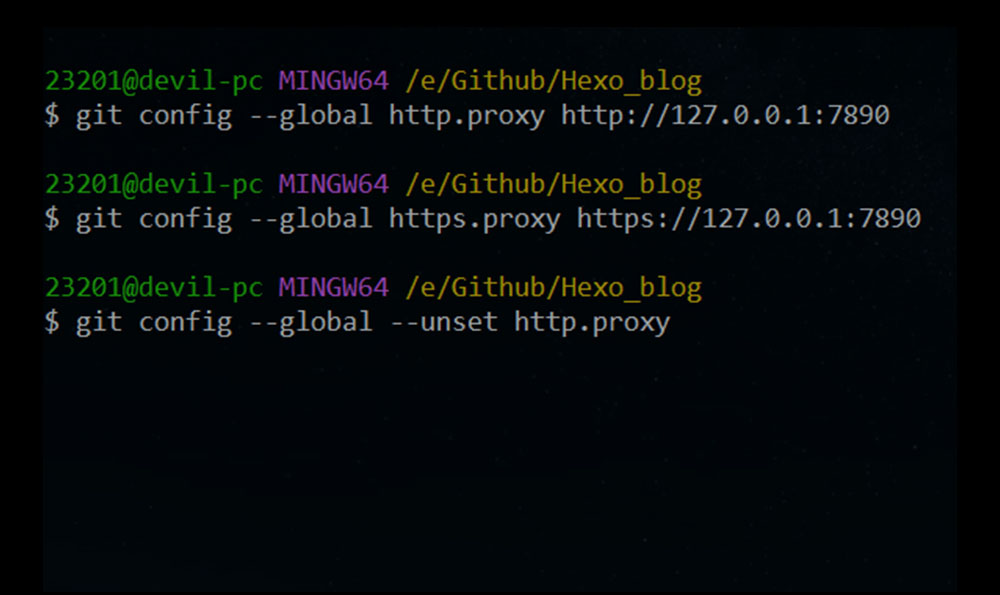 23201@devil-pc MINGW64 /e/Github/Hexo_blog
$ git config --global http.proxy http://127.0.0.1:7890
23201@devil-pc MINGW64 /e/Github/Hexo_blog
$ git config --global https.proxy https://127.0.0.1:7890
23201@devil-pc MINGW64 /e/Github/Hexo_blog
$ git config --global --unset http.proxy